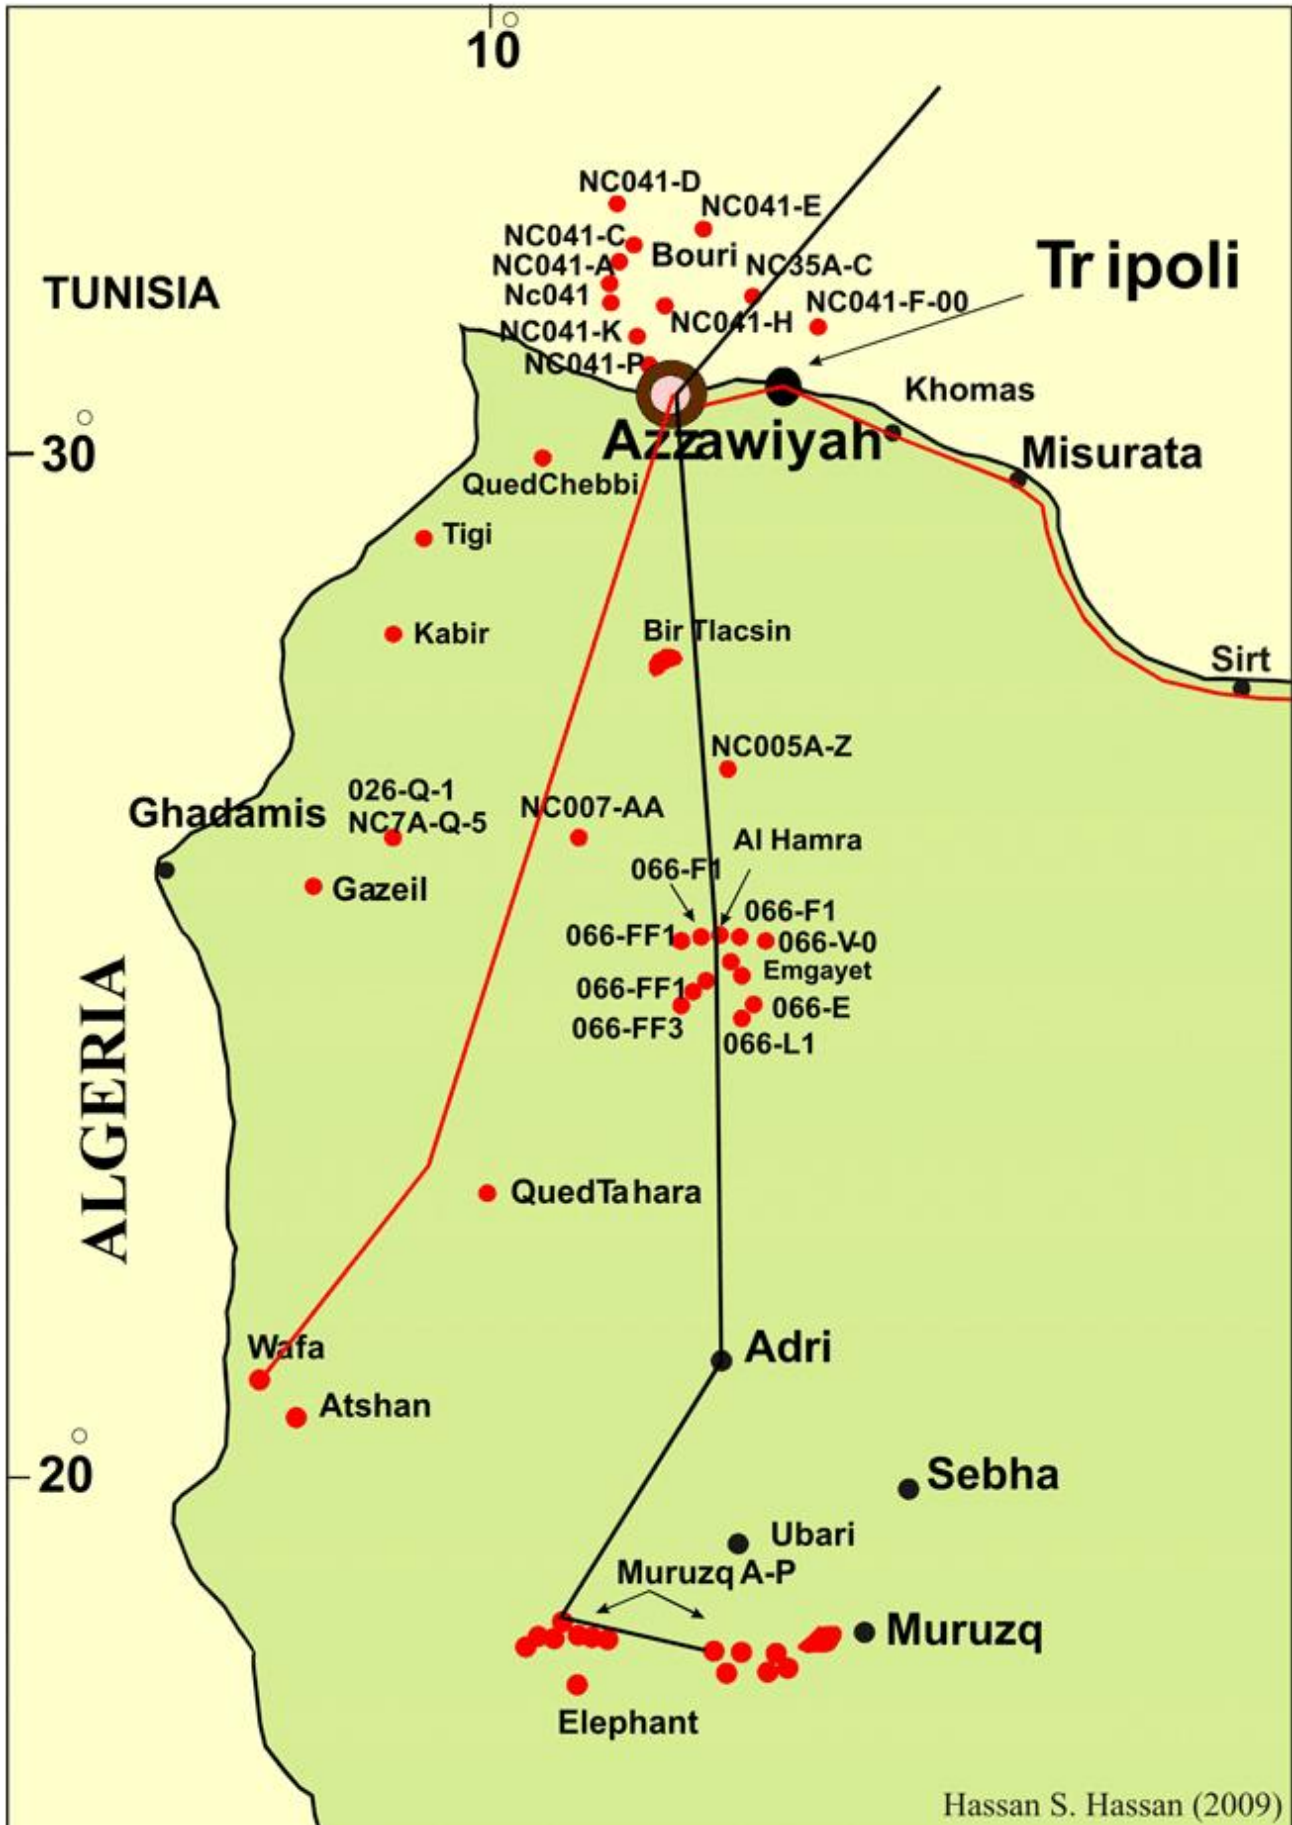 10
NC041-D
NC041-E
NC041-C
Bouri
Tripoli
NC041-A
NC35A-C
TUNISIA
Nc041
NC041-F-00
NC041-K
NC041-H
NC041-P
Khomas
Azzawiyah
30
Misurata
QuedChebbi
Tigi
Kabir
Bir Tlacsin
Sirt
NC005A-Z
026-Q-1
Ghadamis
NC007-AA
NC7A-Q-5
Al Hamra
066-F1
Gazeil
066-F1
066-FF1
066-V-0
Emgayet
066-FF1
066-E
066-FF3
066-L1
ALGERIA
QuedTahara
Wafa
Adri
Atshan
20
Sebha
Ubari
Muruzq A-P
Muruzq
Elephant
Hassan S. Hassan (2009)